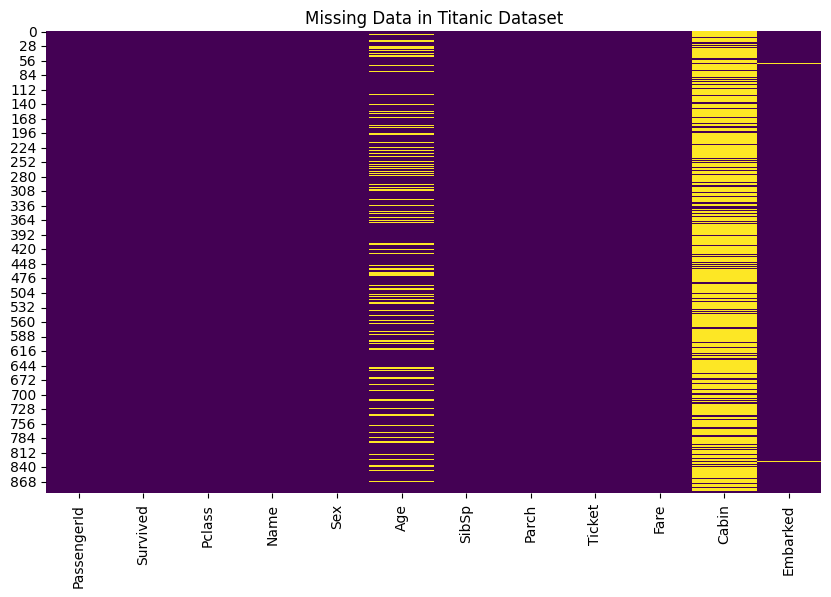 Missing Data in Titanic Dataset
0
28
56
84
112
140
168
196
224
252
280
308
336
364
392
420
448
476
504
532
560
588
616
644
672
700
728
756
784
812
840
868
PassengerId
Survived
Pclass
Name
Sex
Age
SibSp
Parch
Ticket
Fare
Cabin
Embarked